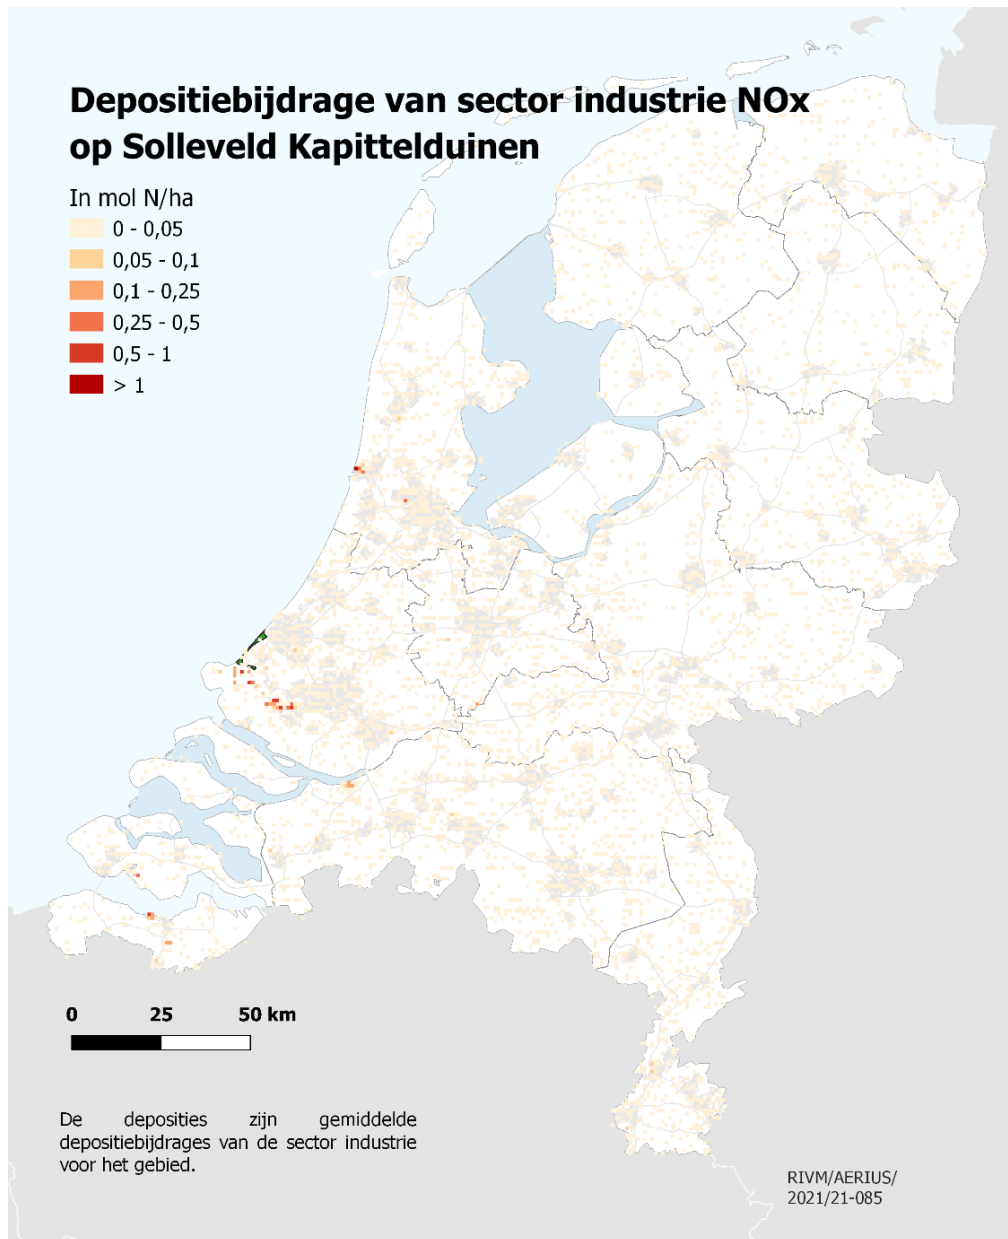 Depositiebijdrage van sector industrie NOx
op Solleveld Kapittelduinen
In mol N/ha
0 - 0,05
0,05 - 0,1
0,1 - 0,25
0,25 - 0,5
0,5 - 1
> 1
0 25 50 km
De deposities zijn gemiddelde
depositiebijdrages van de sector industrie
voor het gebied.
RIVM/AERIUS/
2021/21-085